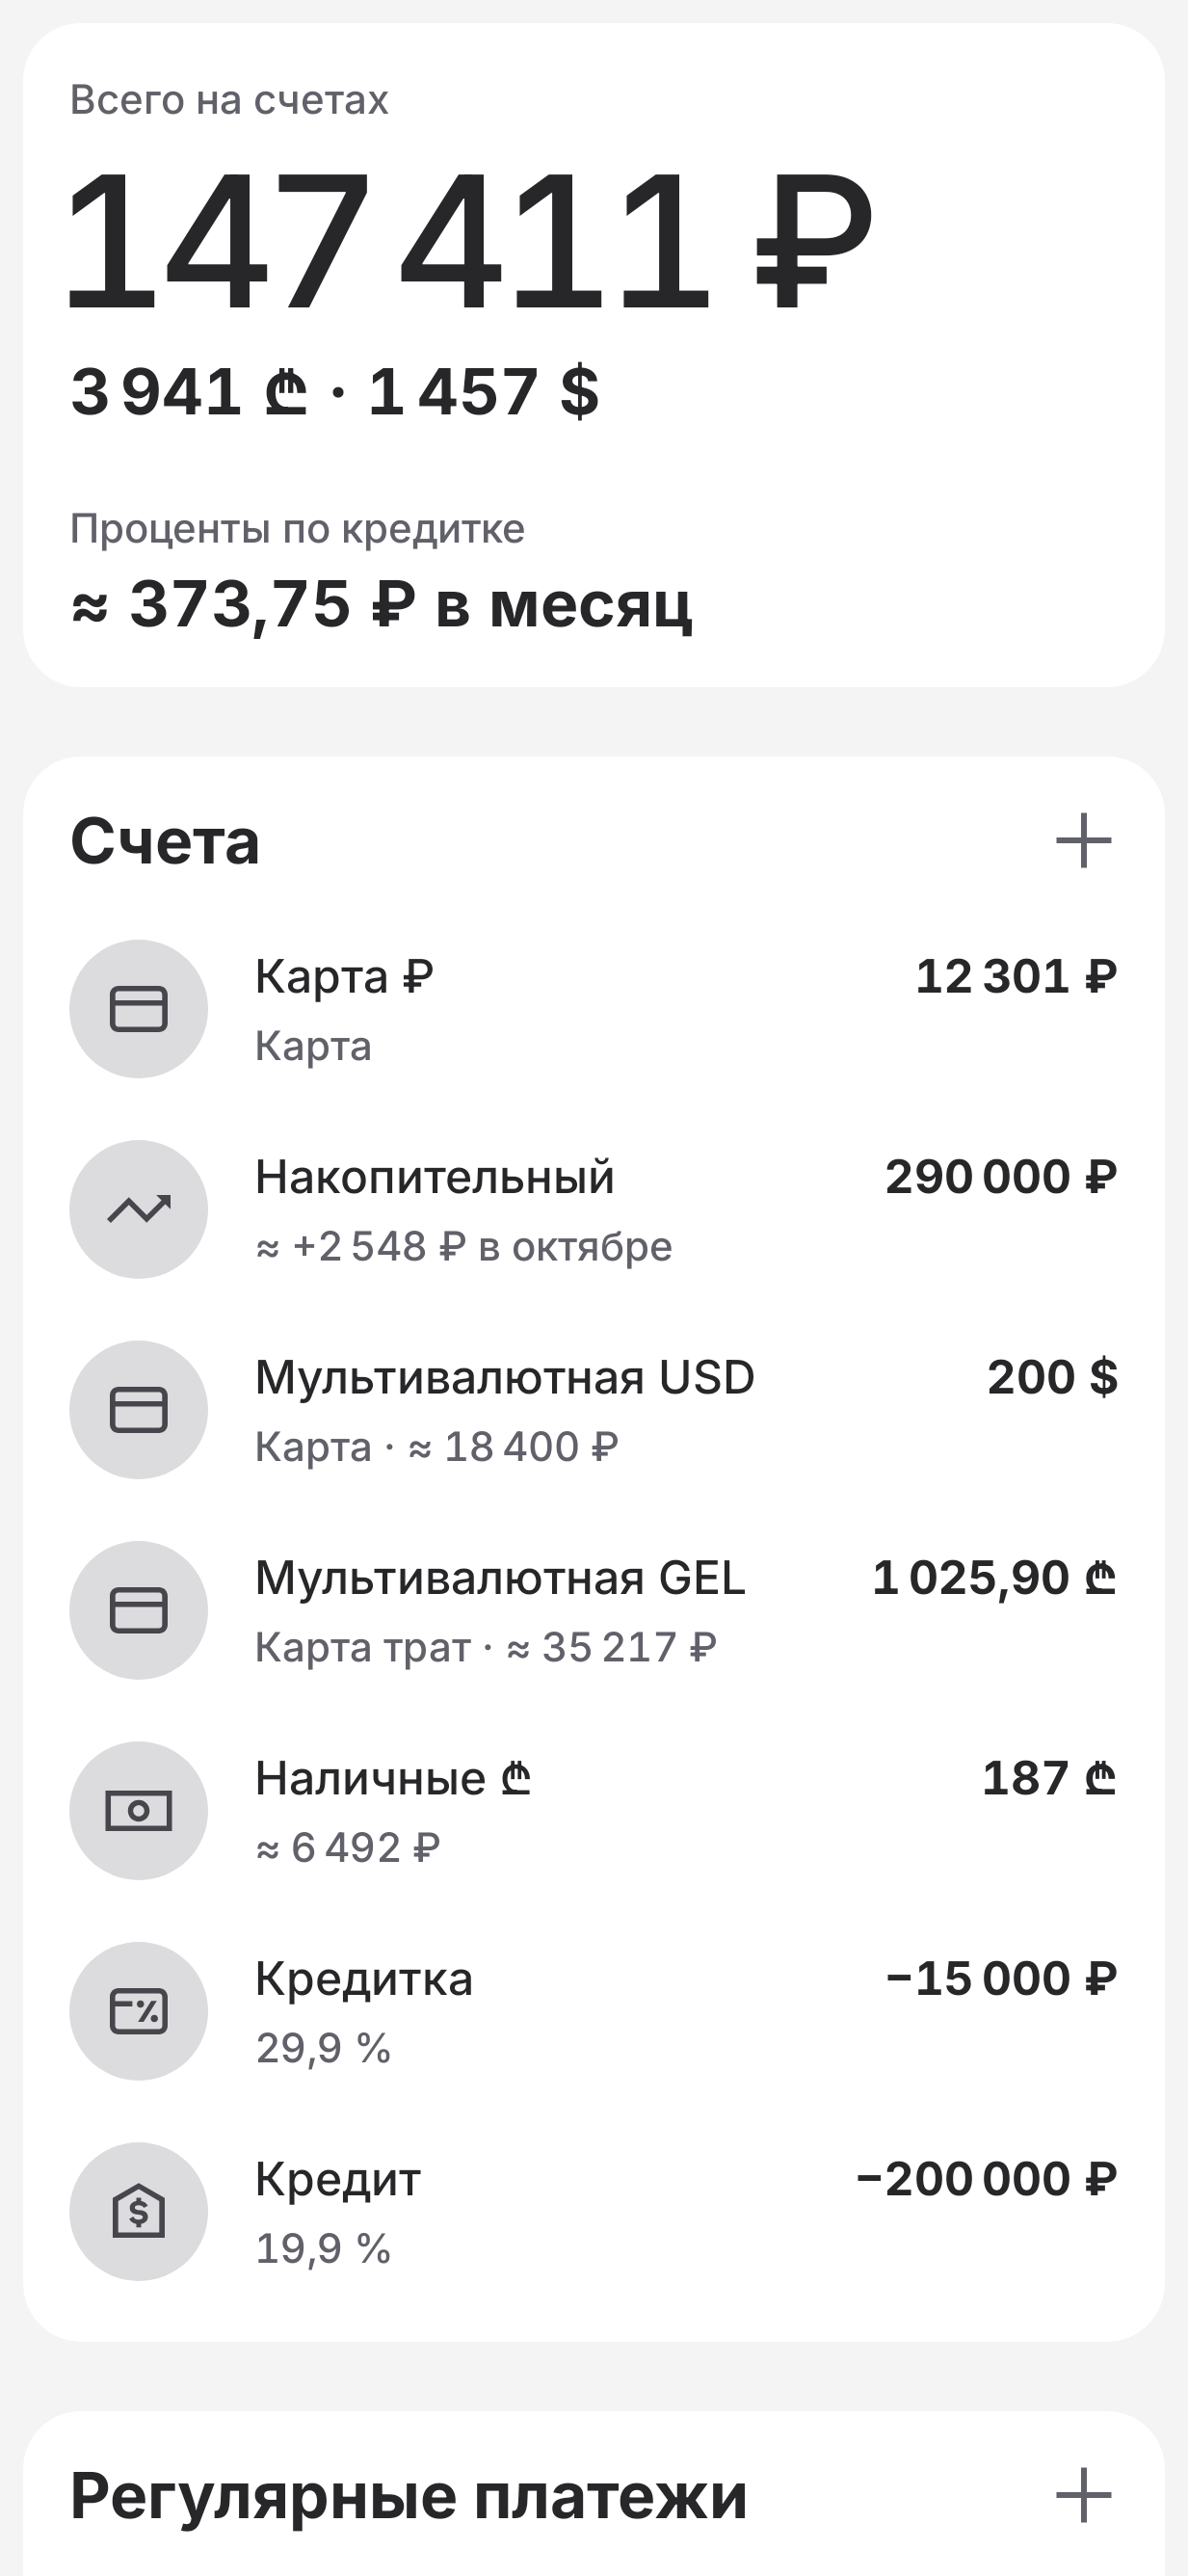 Всего на счетах
147 411 ₽
3 941 ₾ · 1 457 $
Проценты по кредитке
≈ 373,75 ₽ в месяц
Счета
Карта ₽
12 301 ₽
Карта
Накопительный
290 000 ₽
≈ +2 548 ₽ в октябре
Мультивалютная USD
200 $
Карта · ≈ 18 400 ₽
Мультивалютная GEL
1 025,90 ₾
Карта трат · ≈ 35 217 ₽
Наличные ₾
187 ₾
≈ 6 492 ₽
Кредитка
−15 000 ₽
29,9 %
Кредит
−200 000 ₽
19,9 %
Регулярные платежи